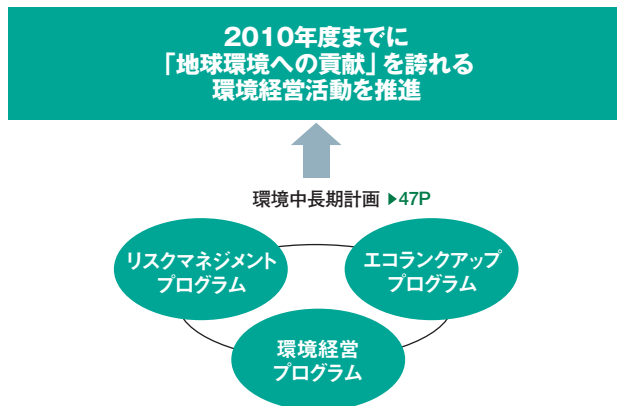 2010年度までに
「地球環境への貢献」を誇れる
環境経営活動を推進
環境中長期計画 ▶47P
リスクマネジメント
プログラム
エコランクアップ
プログラム
環境経営
プログラム